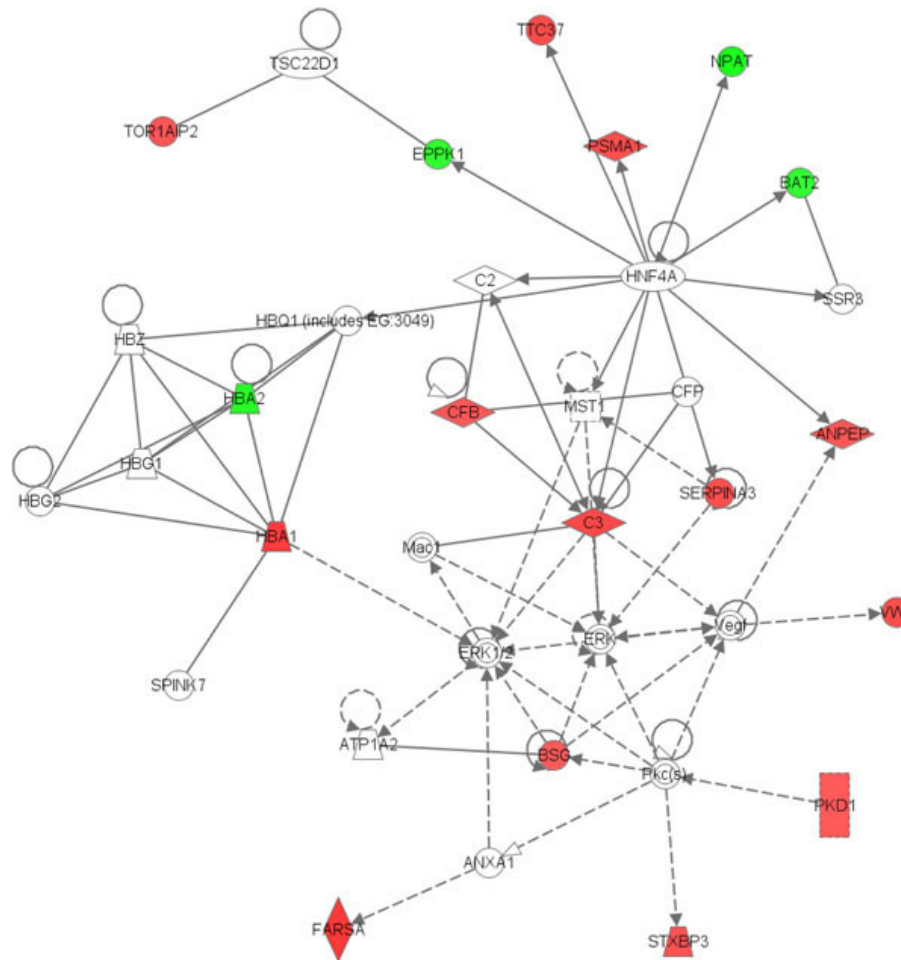 TTC37
TSC22D1
NPAT
TOR1AIP2
PSMA1
EPPK1
BAT2
C2
HNF4A
SSR3
HBQ1 (includes EG:3049)
HBZ
HBA2
CFP
MST1
CFB
ANPEP
HBG1
SERPINA3
HBG2
C3
HBA1
Mac1
VW
Vegf
ERK
ERK1/2
SPINK7
ATP1A2
BSG
Pkc(s)
PKD1
ANXA1
FARSA
STXBP3